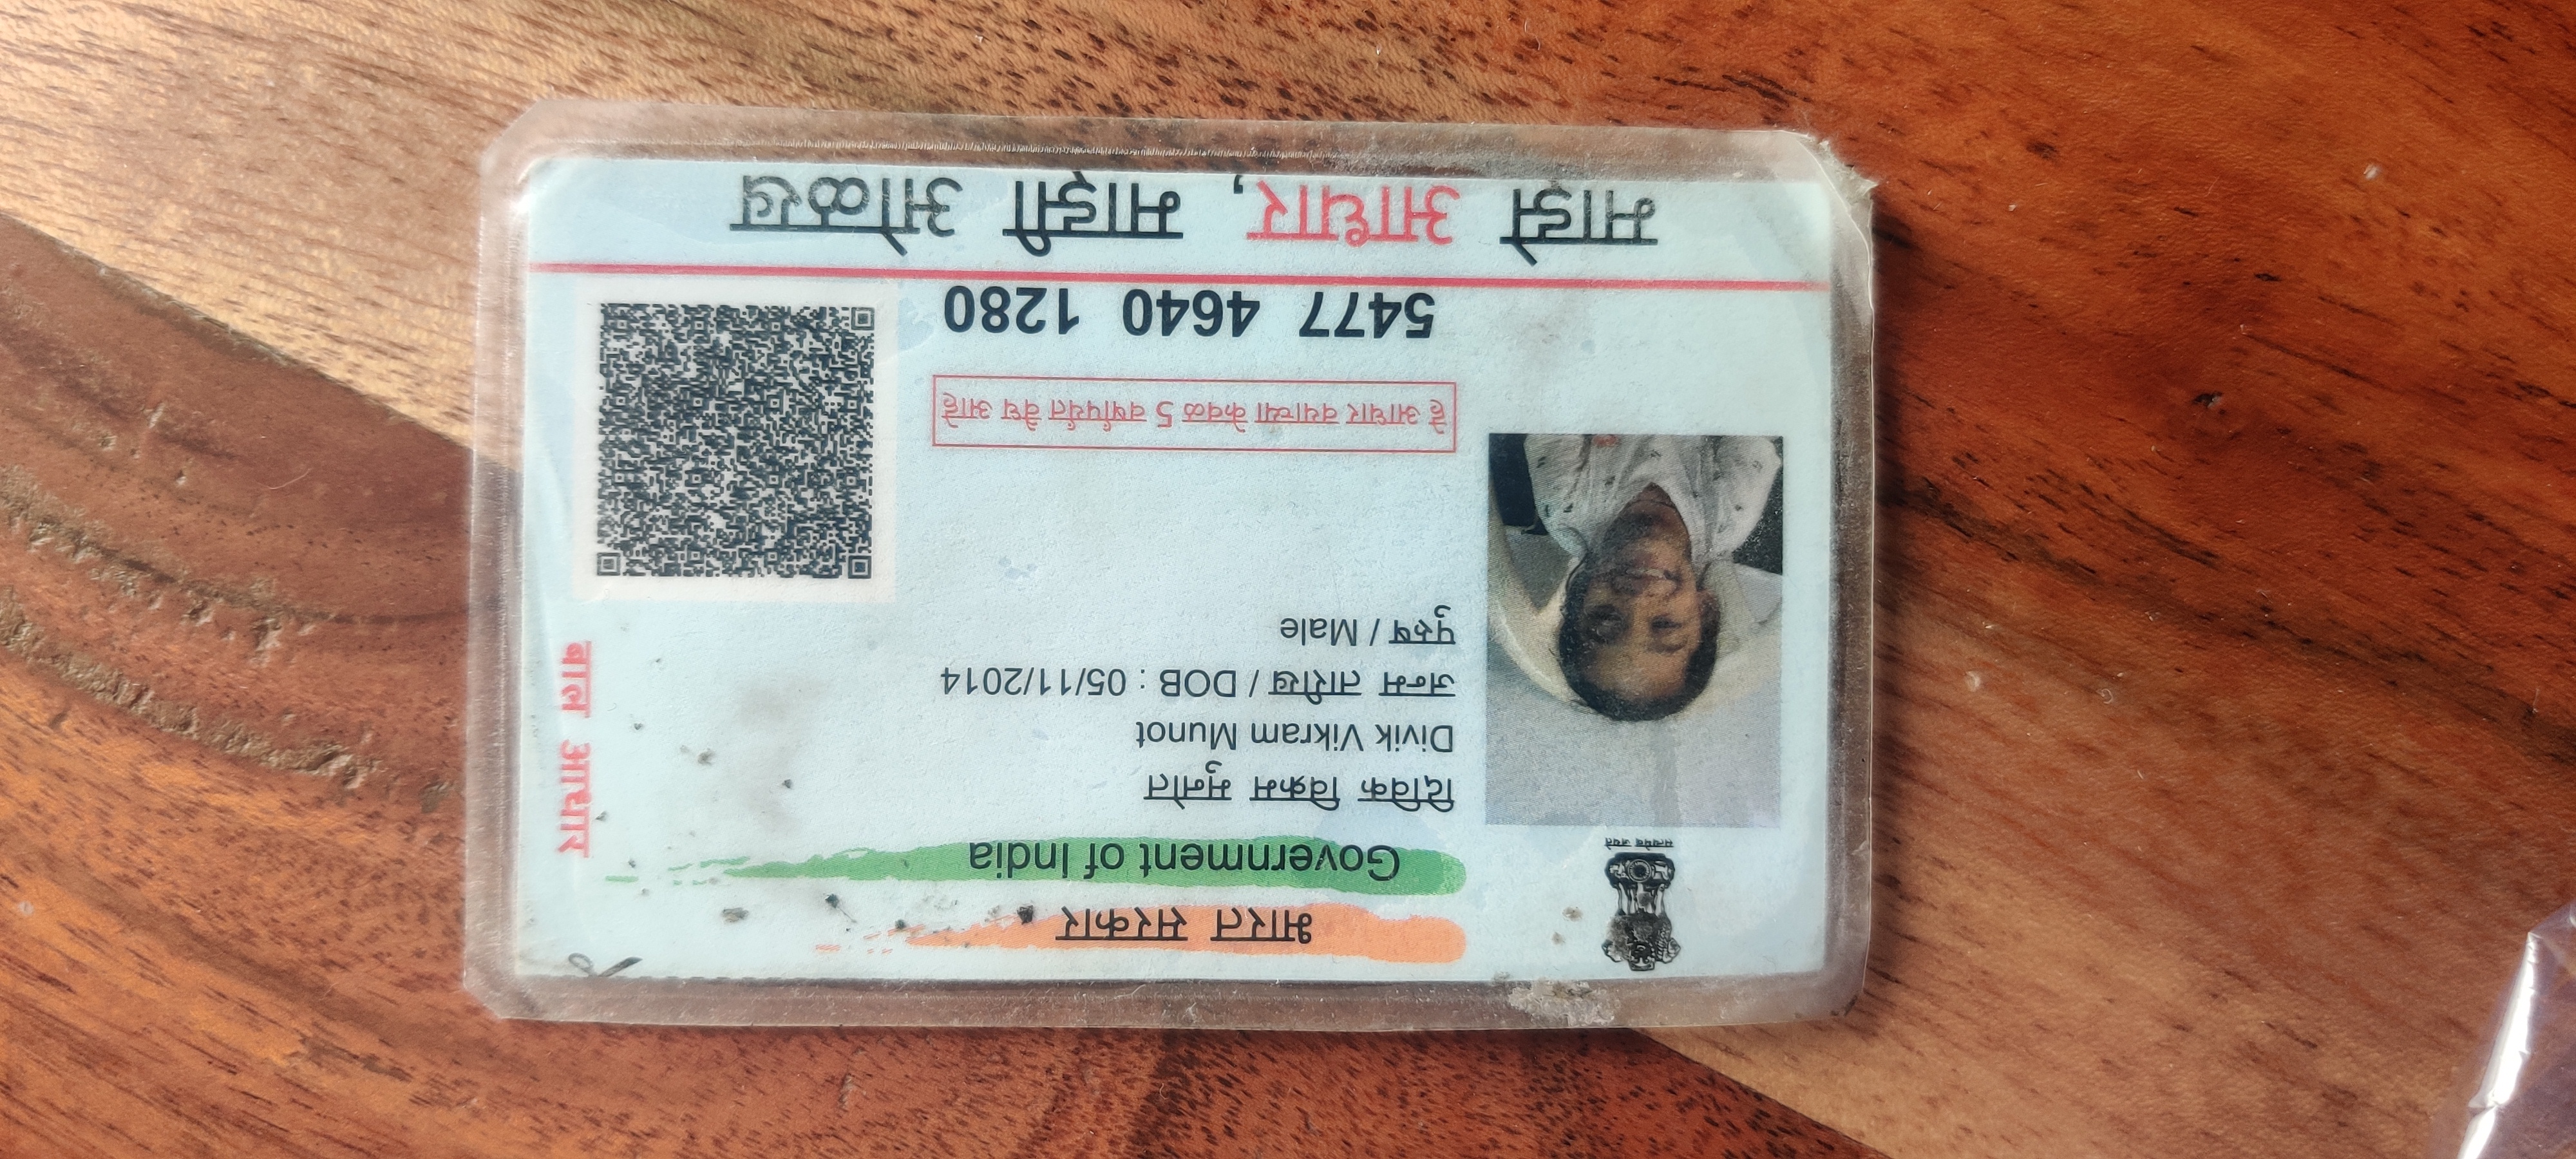 बाल आधार
भारत सरकार
Government of India
सत्यमेव जयते
दिविक विक्रम मुनोत
Divik Vikram Munot
जन्म तारीख / DOB : 05/11/2014
पुरुष / Male
हे आधार वयाच्या केवळ 5 वर्षापर्यंत वैध आहे
5477 4640 1280
माझे आधार, माझी ओळख